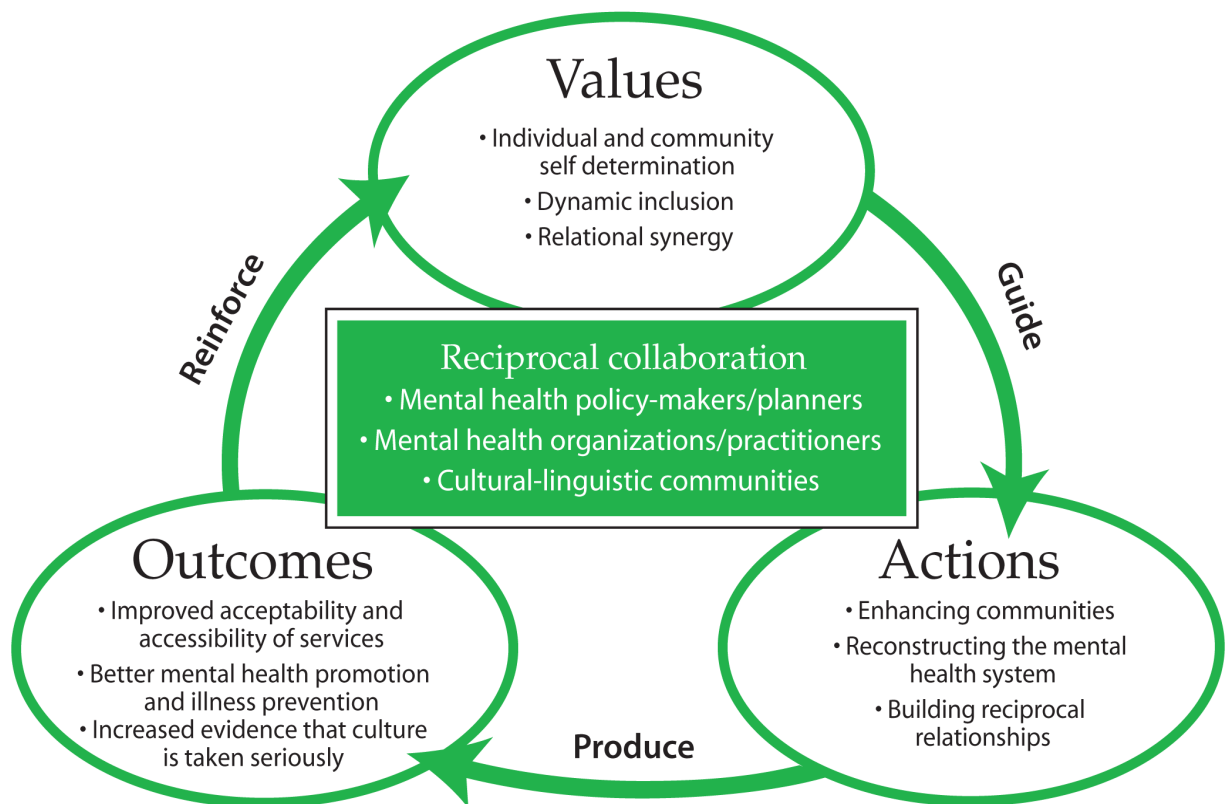 Values
• Individual and community
self determination
• Dynamic inclusion
• Relational synergy
Reinforce
Guide
Reciprocal collaboration
• Mental health policy-makers/planners
• Mental health organizations/practitioners
• Cultural-linguistic communities
Outcomes
• Improved acceptability and
accessibility of services
• Better mental health promotion
and illness prevention
• Increased evidence that culture
is taken seriously
Actions
• Enhancing communities
• Reconstructing the mental
health system
• Building reciprocal
relationships
Produce